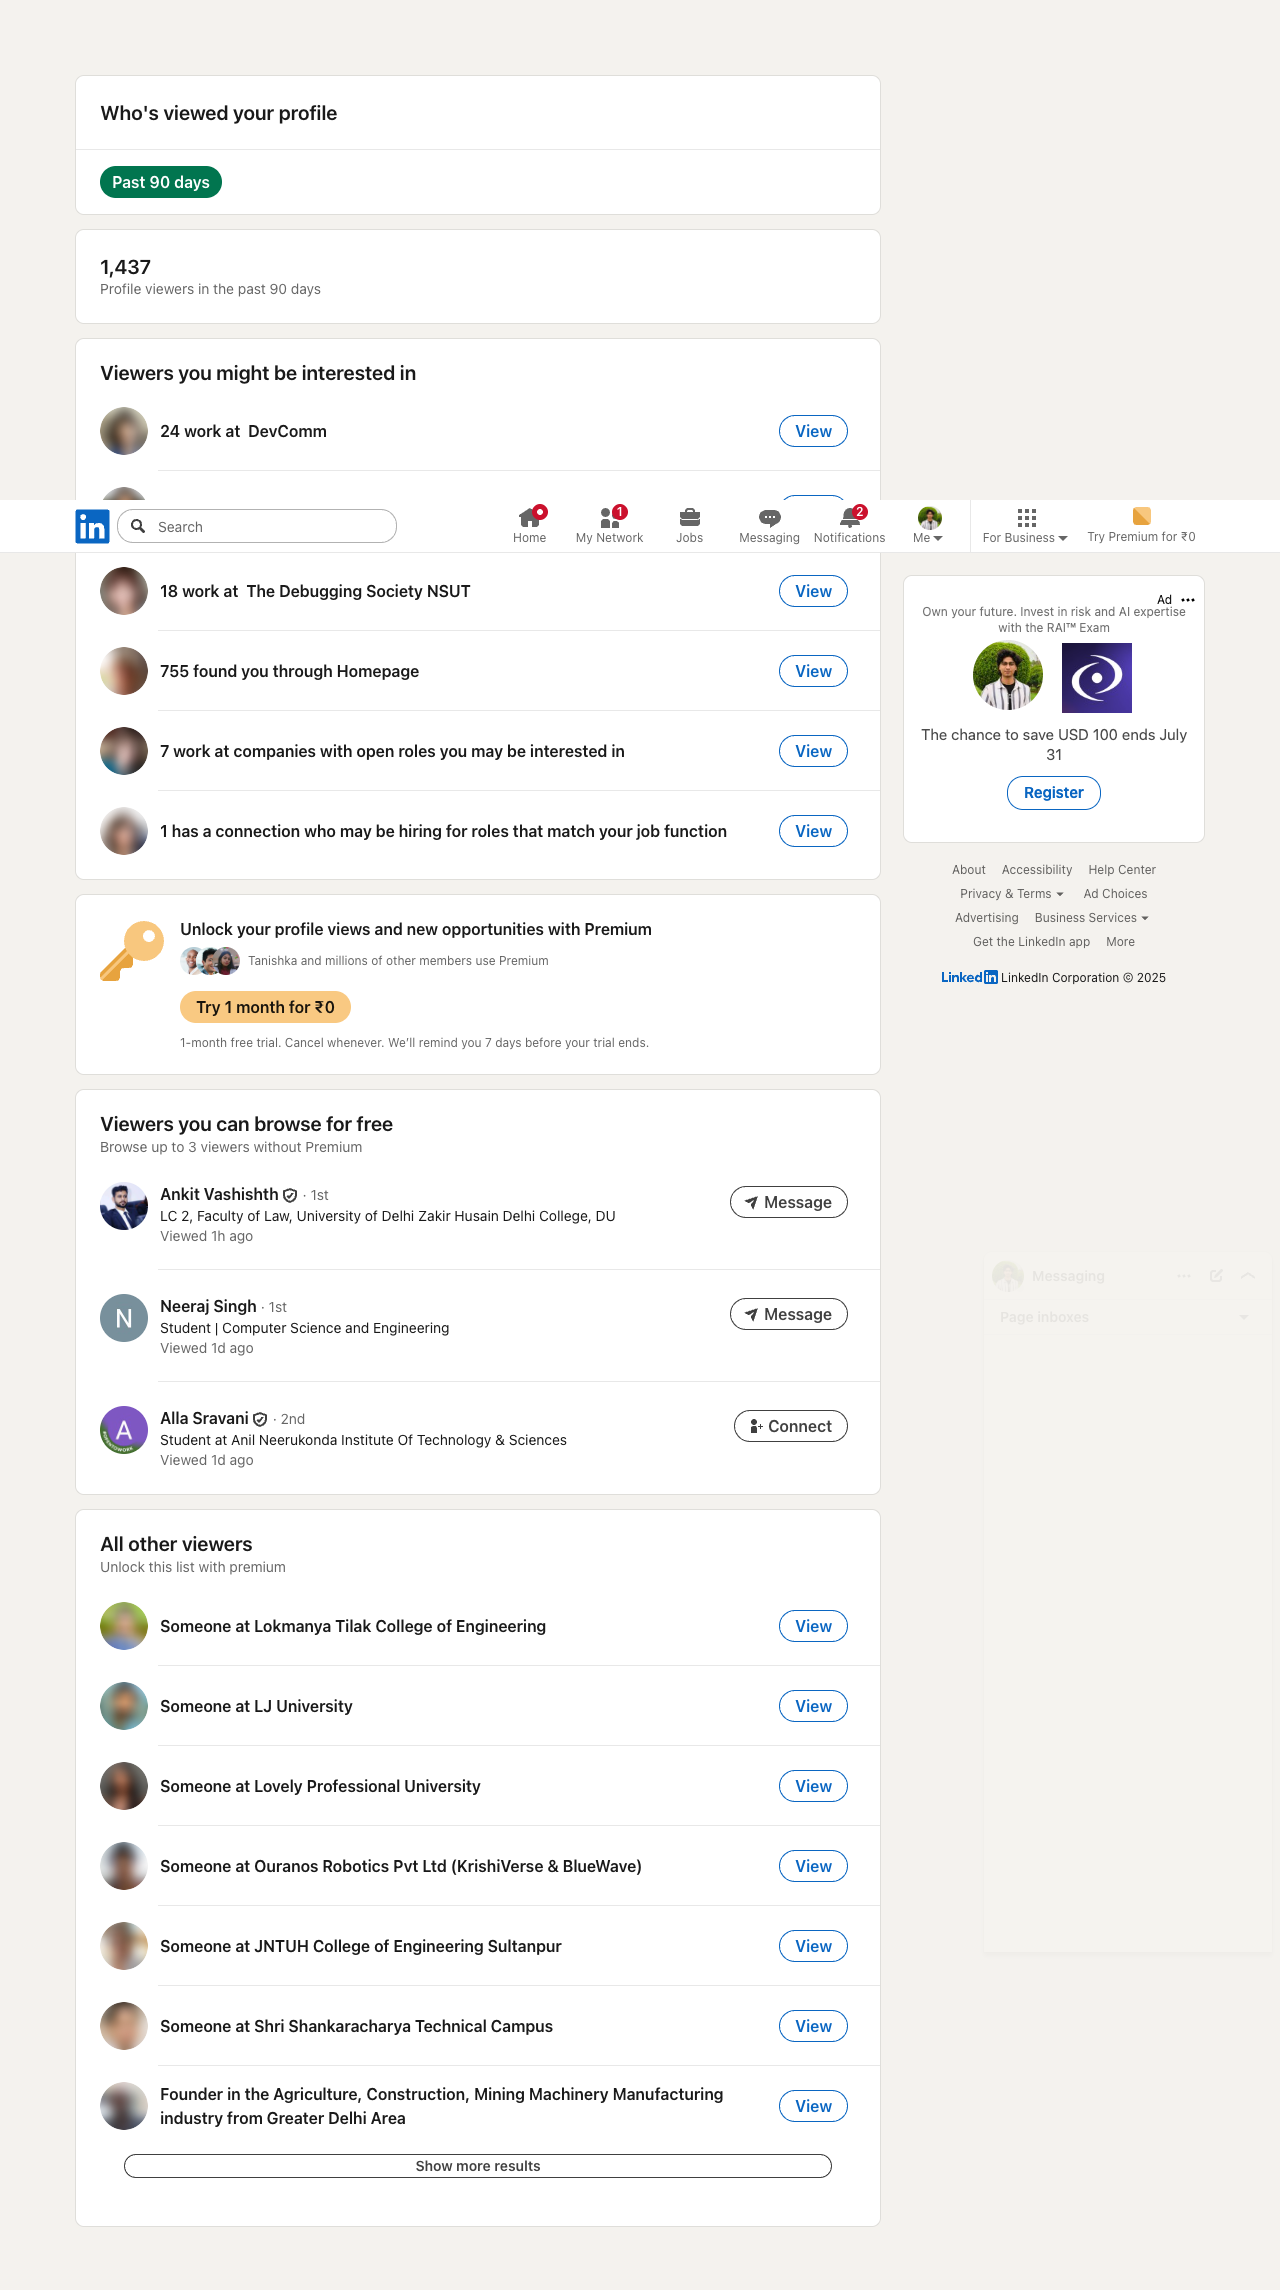 Who's viewed your profile
Past 90 days
1,437
Profile viewers in the past 90 days
Viewers you might be interested in
24 work at  DevComm
View
in
Search
Home
1
My Network
Jobs
Messaging
2
Notifications
Me
For Business
Try Premium for ₹0
18 work at  The Debugging Society NSUT
View
755 found you through Homepage
View
7 work at companies with open roles you may be interested in
View
1 has a connection who may be hiring for roles that match your job function
View
Ad
Own your future. Invest in risk and AI expertise
with the RAI™ Exam
The chance to save USD 100 ends July
31
Register
About Accessibility Help Center
Privacy & Terms Ad Choices
Advertising Business Services
Get the LinkedIn app More
Linkedin LinkedIn Corporation © 2025
Unlock your profile views and new opportunities with Premium
Tanishka and millions of other members use Premium
Try 1 month for ₹0
1-month free trial. Cancel whenever. We'll remind you 7 days before your trial ends.
Viewers you can browse for free
Browse up to 3 viewers without Premium
Ankit Vashishth · 1st
LC 2, Faculty of Law, University of Delhi Zakir Husain Delhi College, DU
Viewed 1h ago
Message
N
Neeraj Singh · 1st
Student | Computer Science and Engineering
Viewed 1d ago
Message
A
Alla Sravani · 2nd
Student at Anil Neerukonda Institute Of Technology & Sciences
Viewed 1d ago
Connect
Messaging
Page inboxes
All other viewers
Unlock this list with premium
Someone at Lokmanya Tilak College of Engineering
View
Someone at LJ University
View
Someone at Lovely Professional University
View
Someone at Ouranos Robotics Pvt Ltd (KrishiVerse & BlueWave)
View
Someone at JNTUH College of Engineering Sultanpur
View
Someone at Shri Shankaracharya Technical Campus
View
Founder in the Agriculture, Construction, Mining Machinery Manufacturing
industry from Greater Delhi Area
View
Show more results